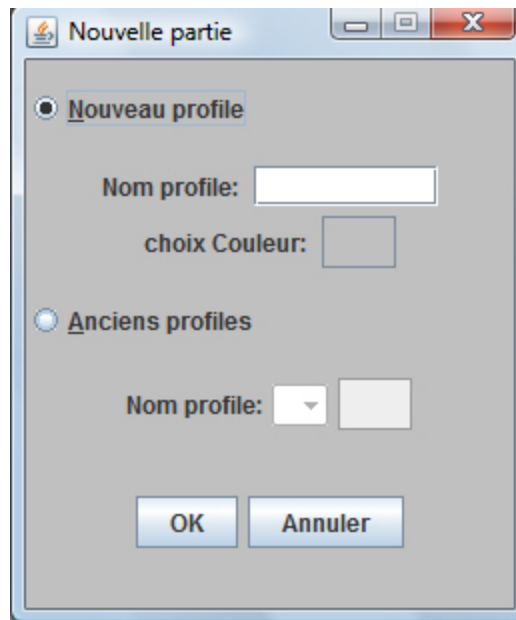 Nouvelle partie
Nouveau profile
Nom profile:
choix Couleur:
Anciens profiles
Nom profile:
OK Annuler